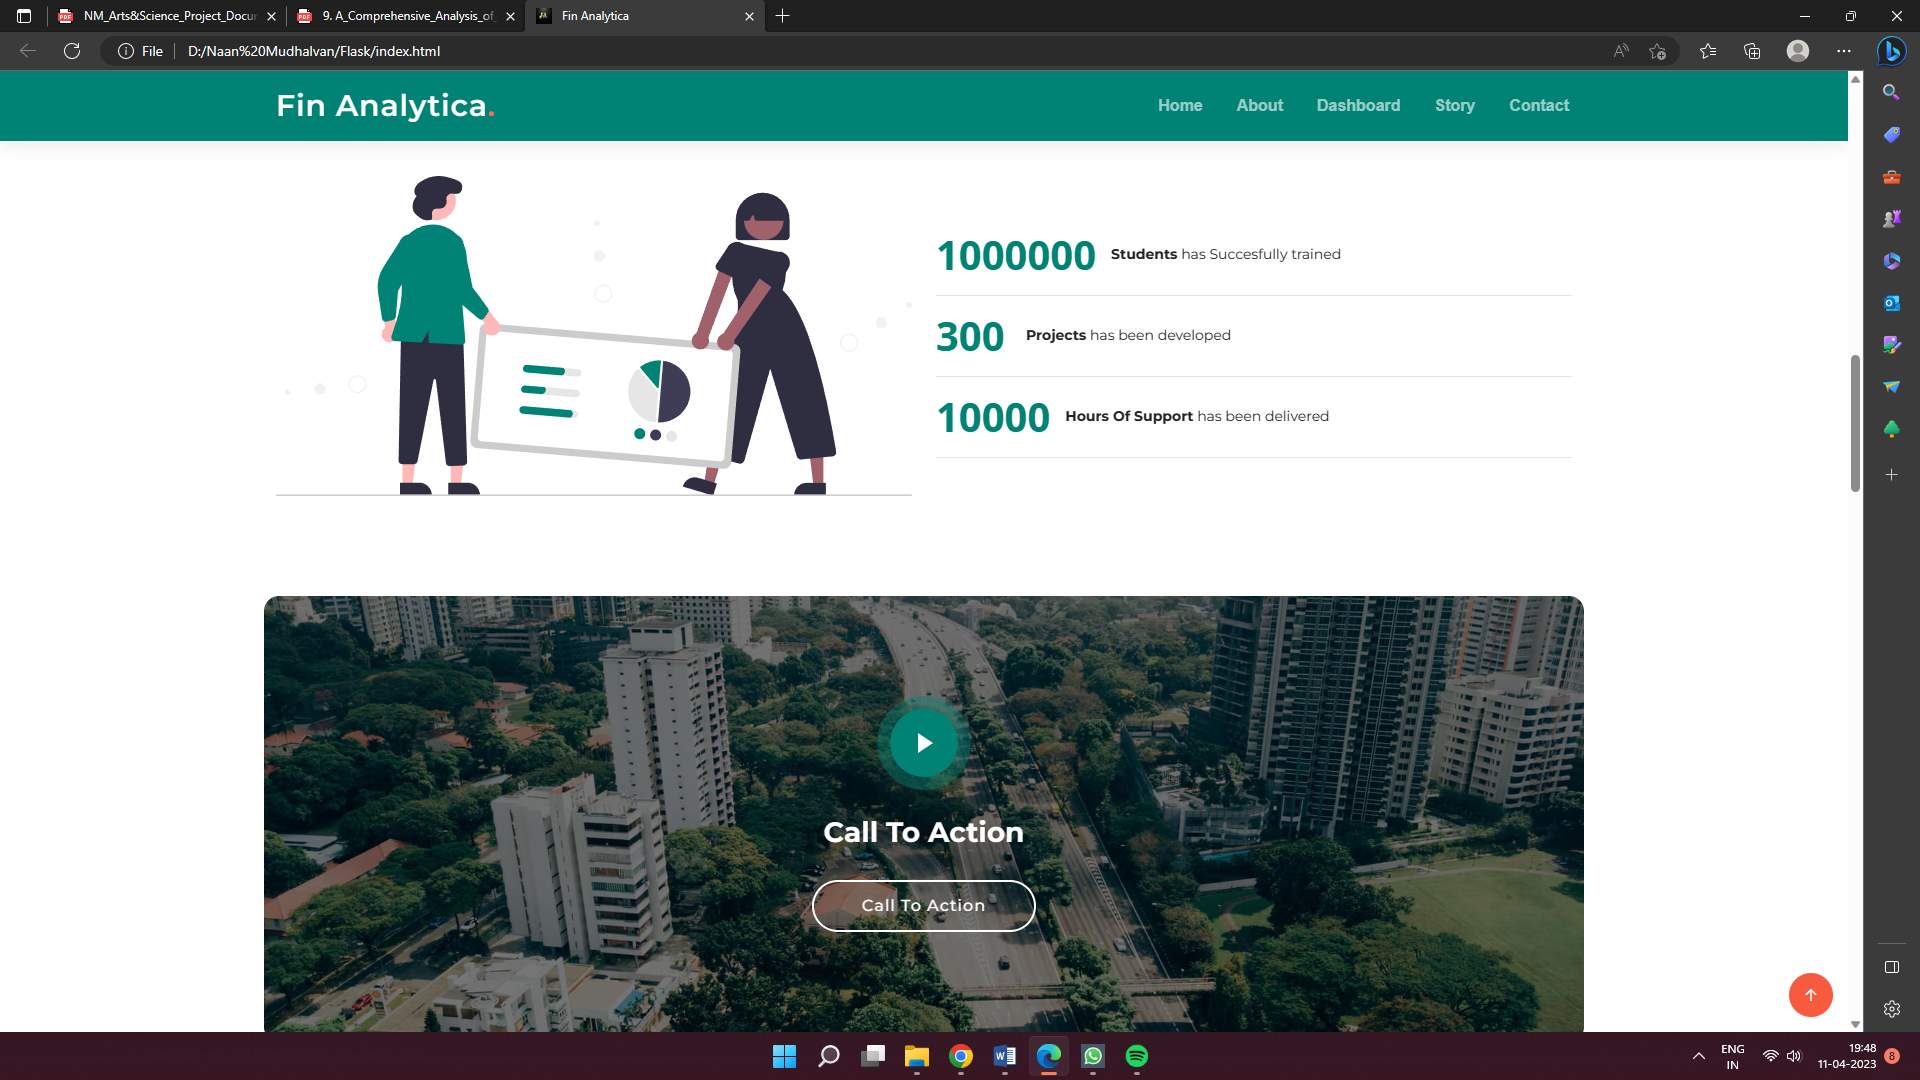 NM_Arts&Science_Project_Docu
9. A_Comprehensive_Analysis_of_
Fin Analytica
File
D:/Naan%20Mudhalvan/Flask/index.html
Fin Analytica.
Home
About
Dashboard
Story
Contact
1000000 Students has Succesfully trained
300 Projects has been developed
10000 Hours Of Support has been delivered
Call To Action
Call To Action
ENG
IN
19:48
11-04-2023
8